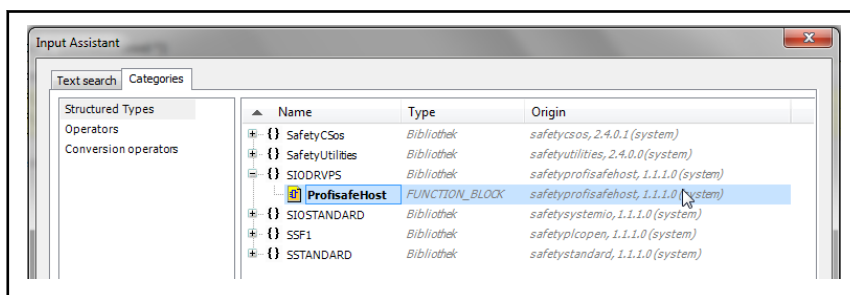 Input Assistant
Text search Categories
Structured Types
Operators
Conversion operators
Name Type Origin
{} SafetyCSos Bibliothek safetycsos, 2.4.0.1 (system)
{} SafetyUtilities Bibliothek safetyutilities, 2.4.0.0(system)
{} SIODRVPS Bibliothek safetyprofisafehost, 1.1.1.0 (system)
ProfisafeHost FUNCTION_BLOCK safetyprofisafehost, 1.1.1.0 (system)
{} SIOSTANDARD Bibliothek safetysystemio, 1.1.1.0 (system)
{} SSF1 Bibliothek safetyplcopen, 1.1.1.0 (system)
{} SSTANDARD Bibliothek safetystandard, 1.1.1.0 (system)